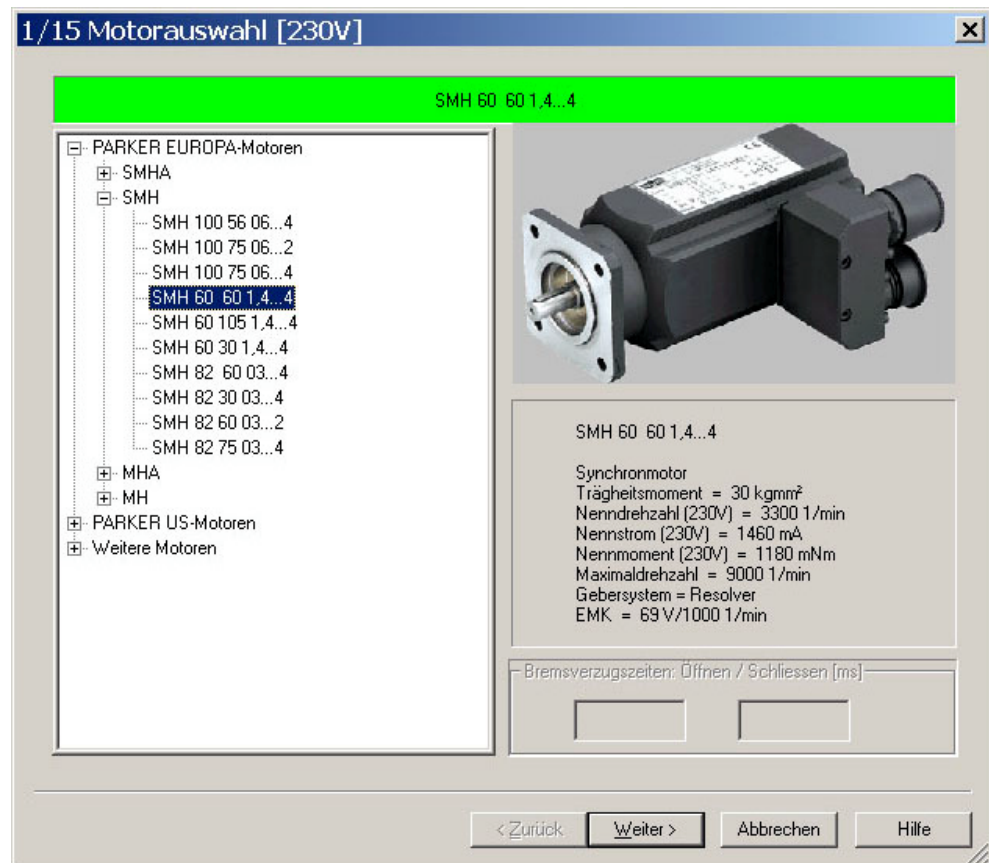 1/15 Motorauswahl [230V]
SMH 60  60 1,4...4
PARKER EUROPA-Motoren
SMHA
SMH
SMH 100 56 06...4
SMH 100 75 06...2
SMH 100 75 06...4
SMH 60  60 1,4...4
SMH 60 105 1,4...4
SMH 60 30 1,4...4
SMH 82  60 03...4
SMH 82 30 03...4
SMH 82 60 03...2
SMH 82 75 03...4
MHA
MH
PARKER US-Motoren
Weitere Motoren
SMH 60  60 1,4...4
Synchronmotor
Trägheitsmoment  =  30 kgmm²
Nenndrehzahl (230V)  =  3300 1/min
Nennstrom (230V)  =  1460 mA
Nennmoment (230V)  =  1180 mNm
Maximaldrehzahl  =  9000 1/min
Gebersystem = Resolver
EMK  =  69 V/1000 1/min
Bremsverzugszeiten: Öffnen / Schliessen [ms]
< Zurück
Weiter >
Abbrechen
Hilfe